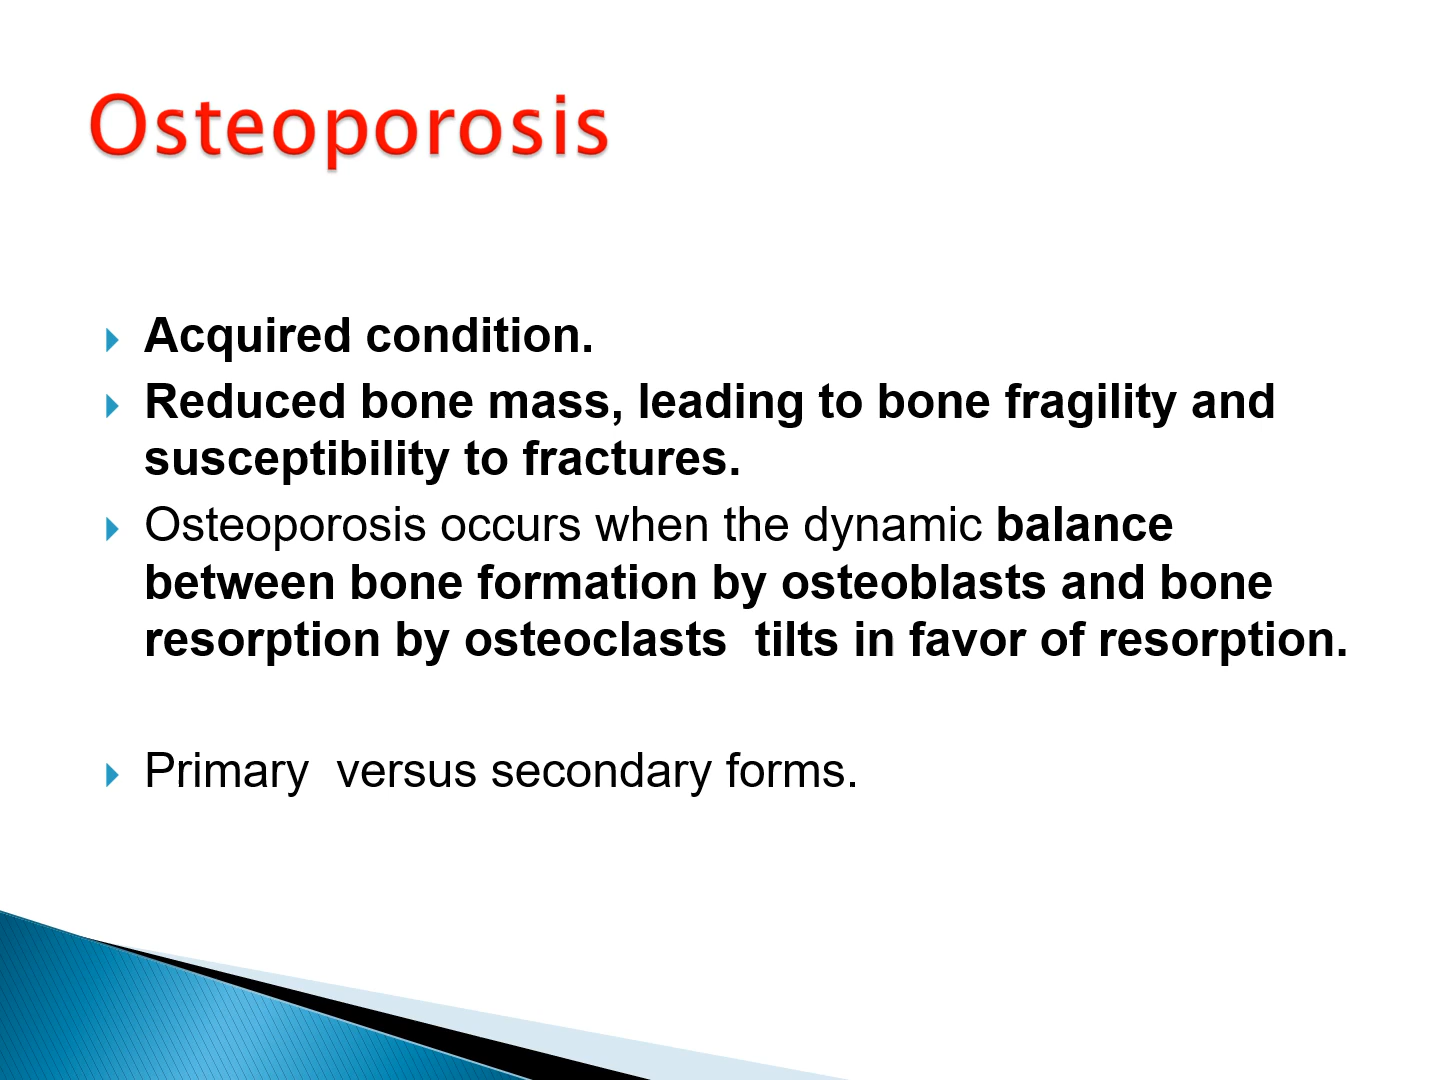 Osteoporosis
Acquired condition.
Reduced bone mass, leading to bone fragility and
susceptibility to fractures.
Osteoporosis occurs when the dynamic balance
between bone formation by osteoblasts and bone
resorption by osteoclasts  tilts in favor of resorption.
Primary  versus secondary forms.